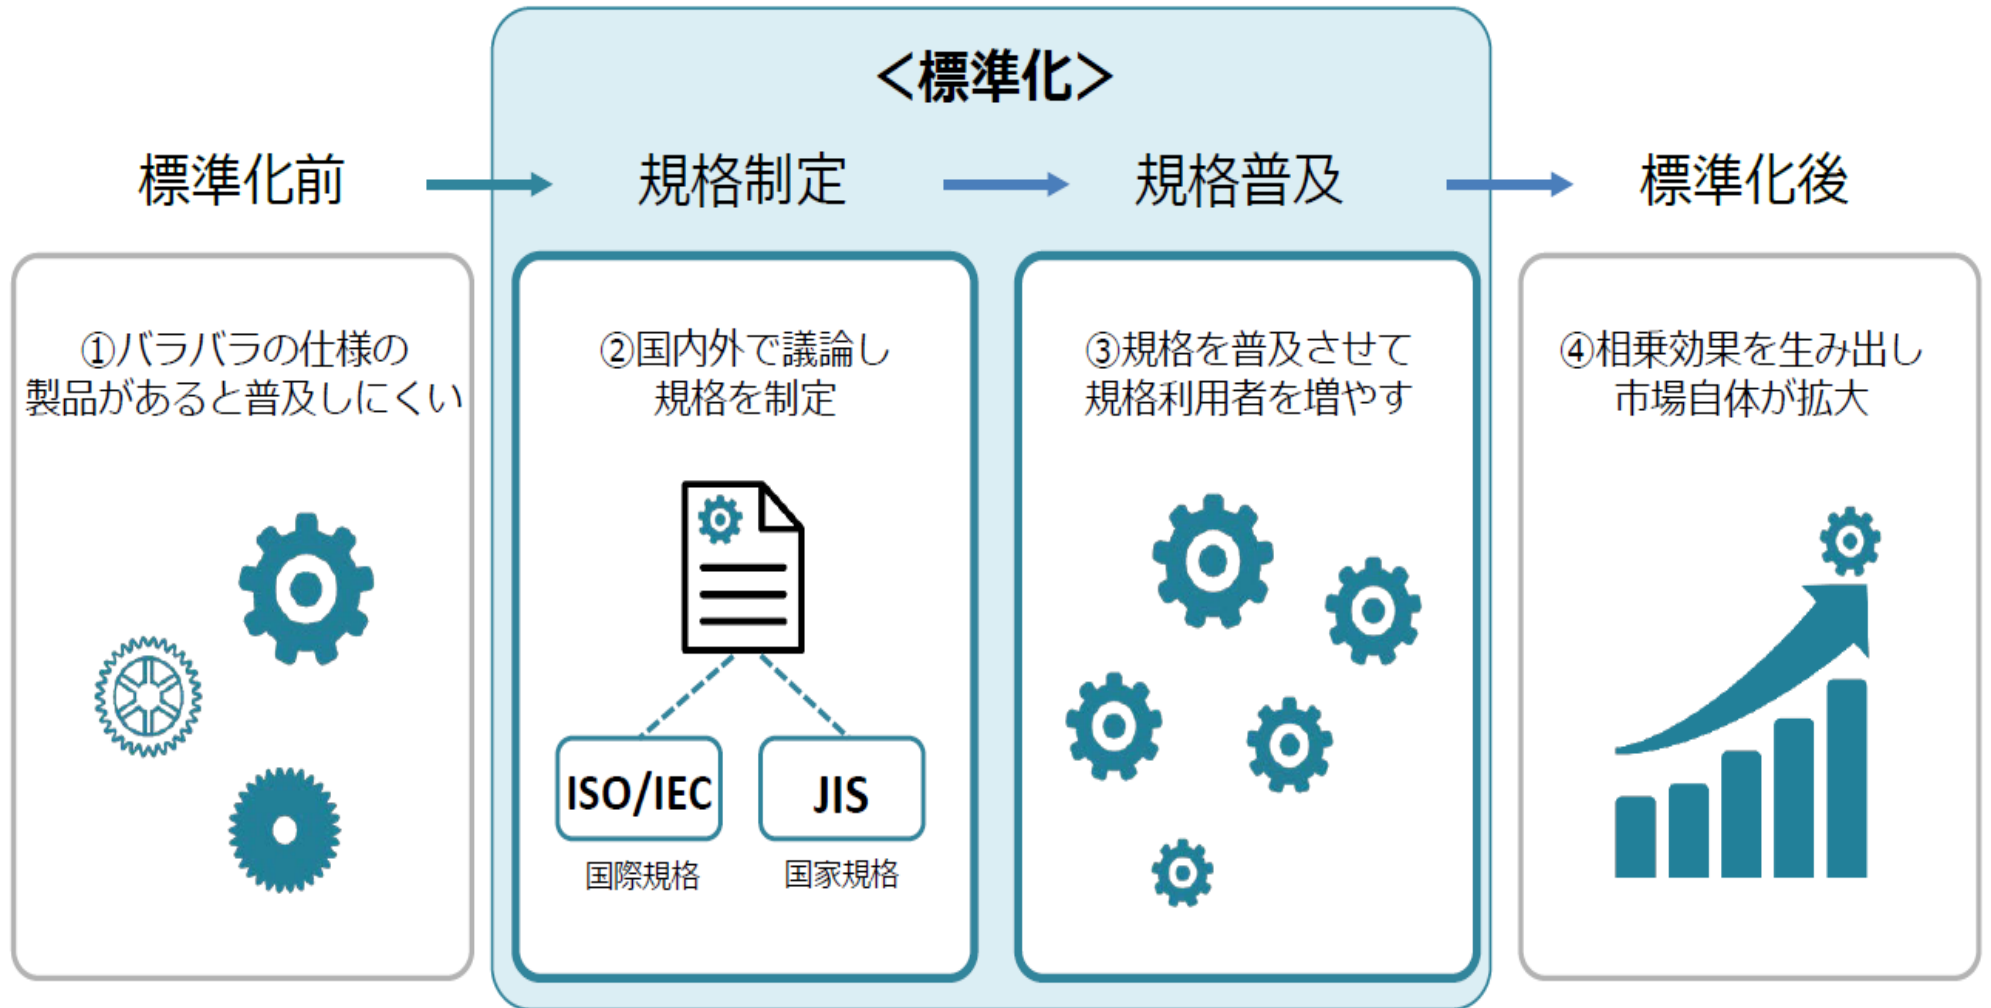 ＜標準化＞
標準化前
規格制定
規格普及
標準化後
①バラバラの仕様の
製品があると普及しにくい
②国内外で議論し
規格を制定
ISO/IEC
国際規格
JIS
国家規格
③規格を普及させて
規格利用者を増やす
④相乗効果を生み出し
市場自体が拡大